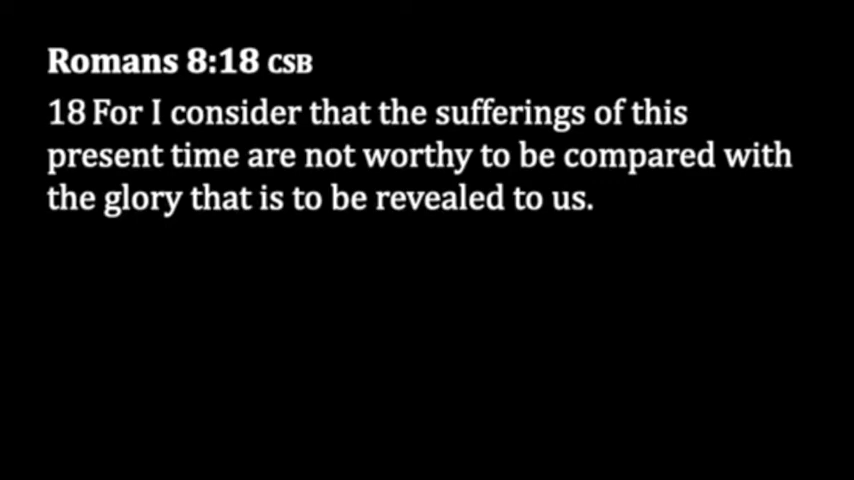 Romans 8:18 CSB
18 For I consider that the sufferings of this
present time are not worthy to be compared with
the glory that is to be revealed to us.